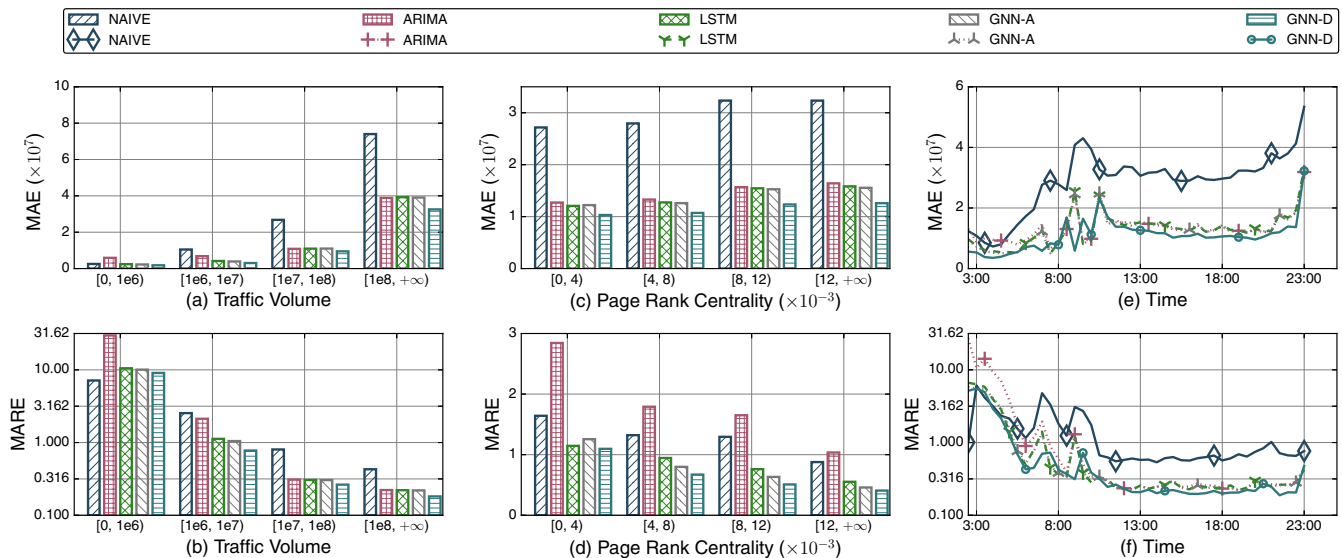 NAIVE ARIMA LSTM GNN-A GNN-D
NAIVE ARIMA LSTM GNN-A GNN-D
10
8
6
4
2
0
MAE (×10⁷)
[0, 1e6) [1e6, 1e7) [1e7, 1e8) [1e8, +∞)
(a) Traffic Volume
3
2
1
0
MAE (×10⁷)
[0, 4) [4, 8) [8, 12) [12, +∞)
(c) Page Rank Centrality (×10⁻³)
6
4
2
0
MAE (×10⁷)
3:00 8:00 13:00 18:00 23:00
(e) Time
31.62
10.00
3.162
1.000
0.316
0.100
MARE
[0, 1e6) [1e6, 1e7) [1e7, 1e8) [1e8, +∞)
(b) Traffic Volume
3
2
1
0
MARE
[0, 4) [4, 8) [8, 12) [12, +∞)
(d) Page Rank Centrality (×10⁻³)
31.62
10.00
3.162
1.000
0.316
0.100
MARE
3:00 8:00 13:00 18:00 23:00
(f) Time